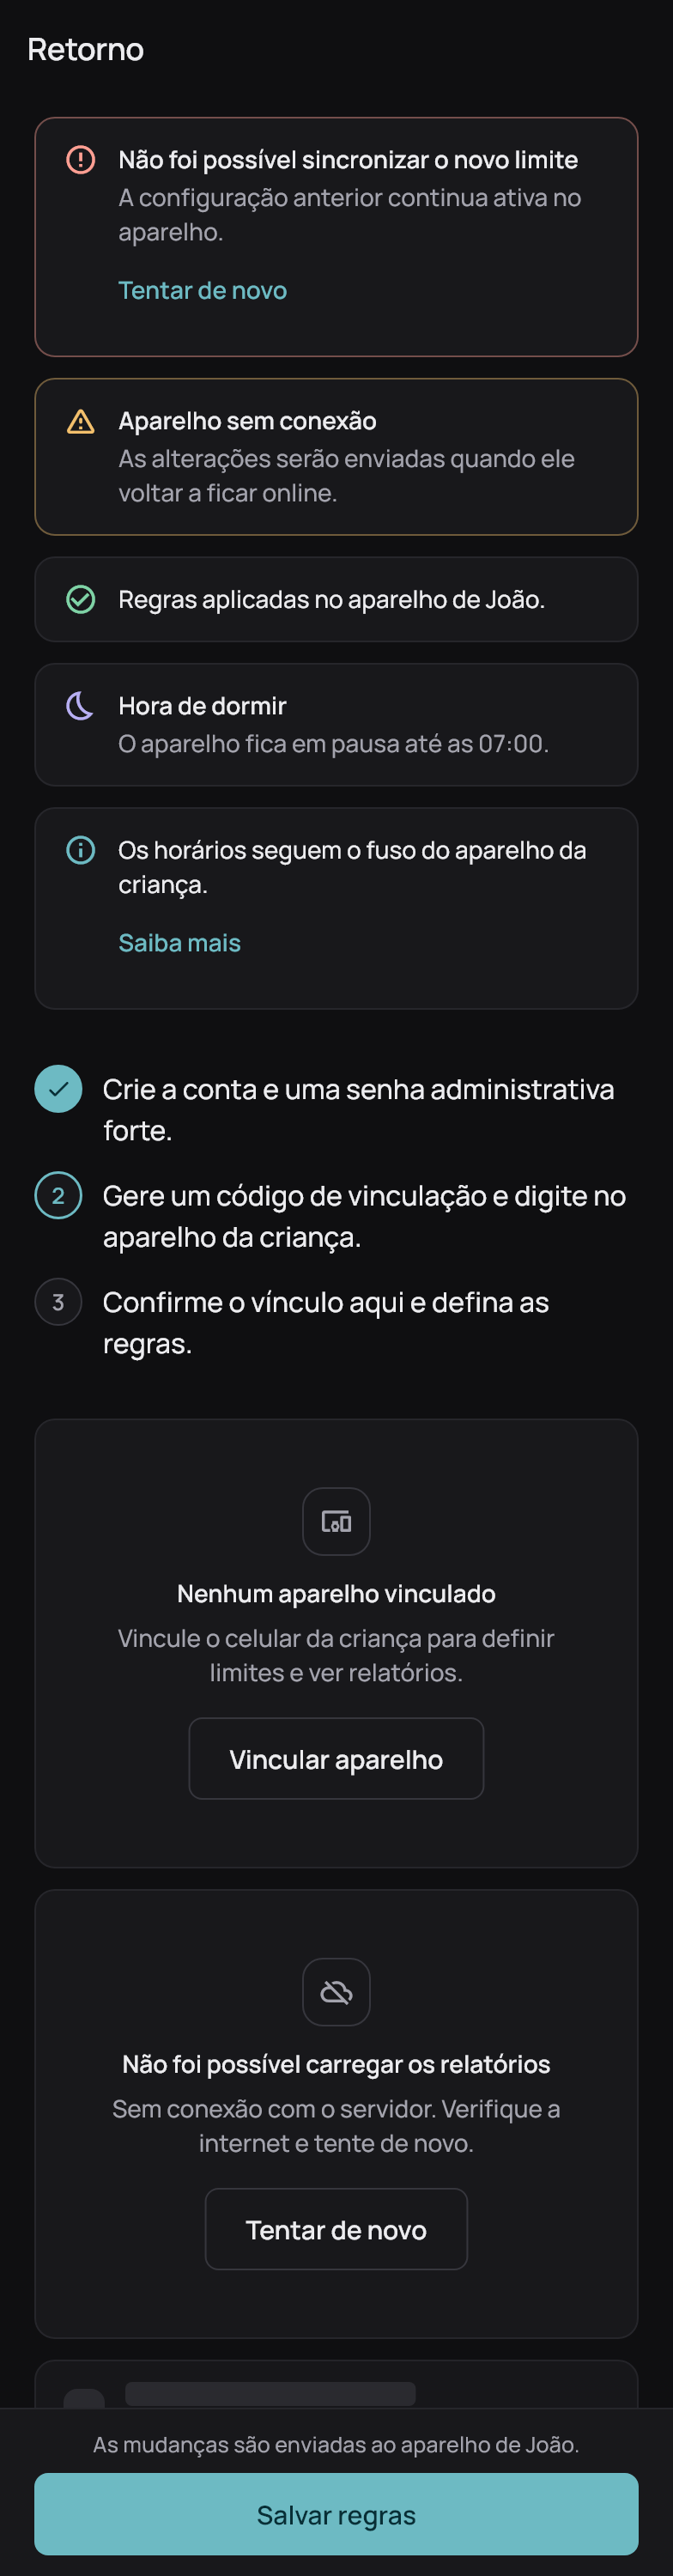 Retorno
Não foi possível sincronizar o novo limite
A configuração anterior continua ativa no
aparelho.
Tentar de novo
Aparelho sem conexão
As alterações serão enviadas quando ele
voltar a ficar online.
Regras aplicadas no aparelho de João.
Hora de dormir
O aparelho fica em pausa até as 07:00.
Os horários seguem o fuso do aparelho da
criança.
Saiba mais
Crie a conta e uma senha administrativa
forte.
2
Gere um código de vinculação e digite no
aparelho da criança.
3
Confirme o vínculo aqui e defina as
regras.
Nenhum aparelho vinculado
Vincule o celular da criança para definir
limites e ver relatórios.
Vincular aparelho
Não foi possível carregar os relatórios
Sem conexão com o servidor. Verifique a
internet e tente de novo.
Tentar de novo
As mudanças são enviadas ao aparelho de João.
Salvar regras